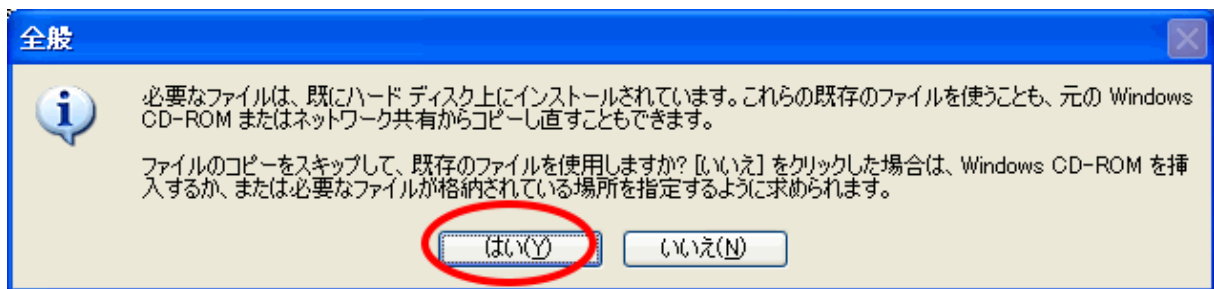 全般
必要なファイルは、既にハード ディスク上にインストールされています。これらの既存のファイルを使うことも、元の Windows
CD-ROM またはネットワーク共有からコピーし直すこともできます。
ファイルのコピーをスキップして、既存のファイルを使用しますか? [いいえ] をクリックした場合は、Windows CD-ROM を挿
入するか、または必要なファイルが格納されている場所を指定するように求められます。
はい(Y) いいえ(N)